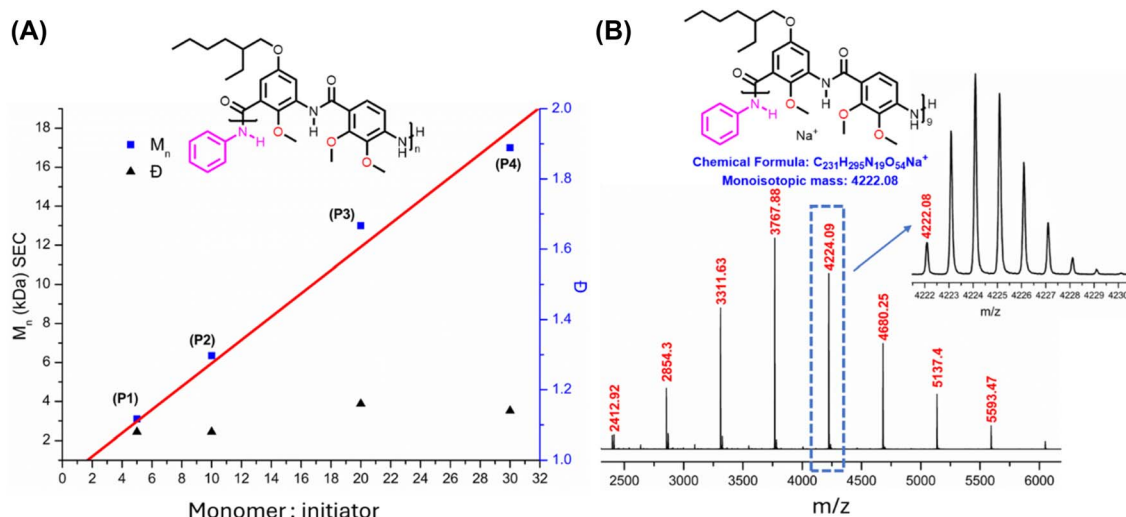 (A)
O
O
O
N
H
O
O
N
H
O
O
O
N
H
H
n
M_n
Đ
(P1)
(P2)
(P3)
(P4)
18
16
14
12
10
8
6
4
2
M_n (kDa) SEC
2.0
1.8
1.6
1.4
1.2
1.0
Đ
0 2 4 6 8 10 12 14 16 18 20 22 24 26 28 30 32
Monomer : initiator
(B)
O
O
O
N
H
O
O
N
H
O
O
O
N
H
H
9
Na⁺
Chemical Formula: C₂₃₁H₂₉₅N₁₉O₅₄Na⁺
Monoisotopic mass: 4222.08
2412.92
2854.3
3311.63
3767.88
4224.09
4680.25
5137.4
5593.47
2500 3000 3500 4000 4500 5000 5500 6000
m/z
4222.08
4222 4223 4224 4225 4226 4227 4228 4229 4230
m/z